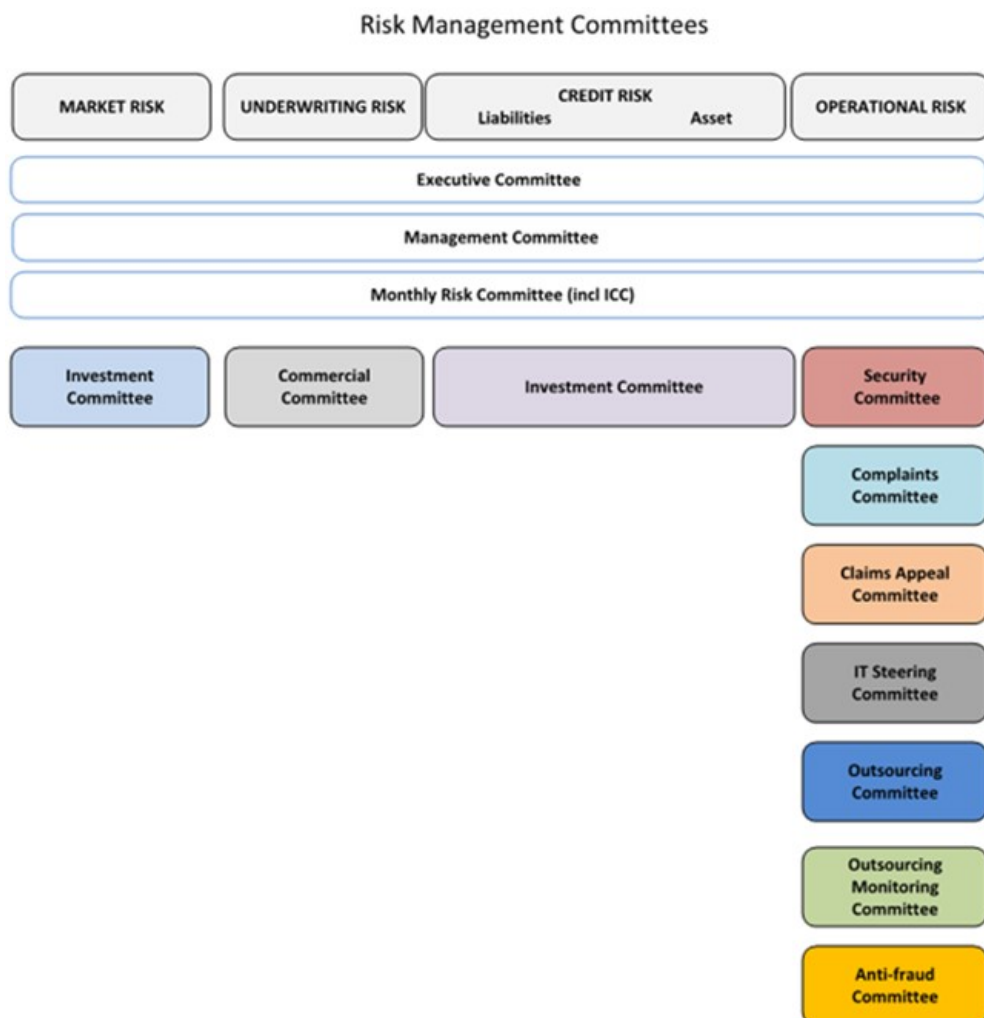 Risk Management Committees
MARKET RISK
UNDERWRITING RISK
CREDIT RISK
Liabilities Asset
OPERATIONAL RISK
Executive Committee
Management Committee
Monthly Risk Committee (incl ICC)
Investment
Committee
Commercial
Committee
Investment Committee
Security
Committee
Complaints
Committee
Claims Appeal
Committee
IT Steering
Committee
Outsourcing
Committee
Outsourcing
Monitoring
Committee
Anti-fraud
Committee